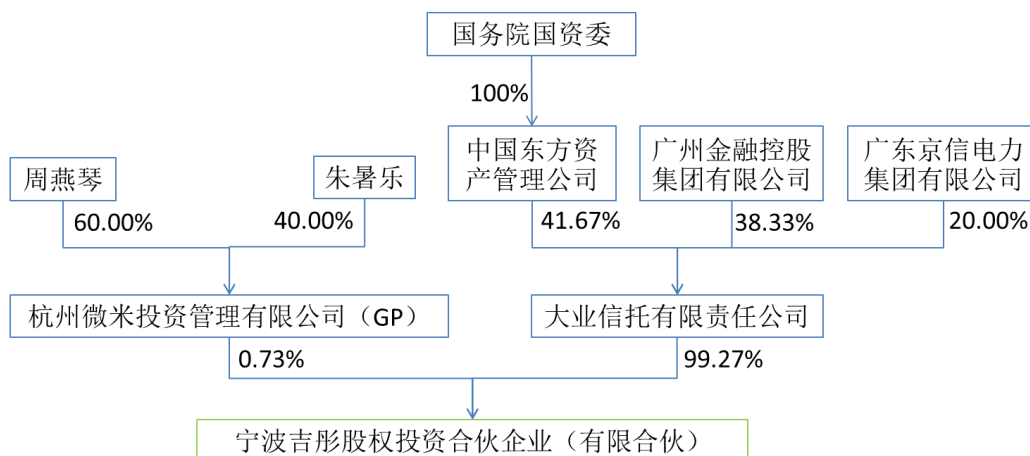 国务院国资委
100%
周燕琴
朱暑乐
中国东方资
产管理公司
广州金融控股
集团有限公司
广东京信电力
集团有限公司
60.00%
40.00%
41.67%
38.33%
20.00%
杭州微米投资管理有限公司（GP）
大业信托有限责任公司
0.73%
99.27%
宁波吉彤股权投资合伙企业（有限合伙）